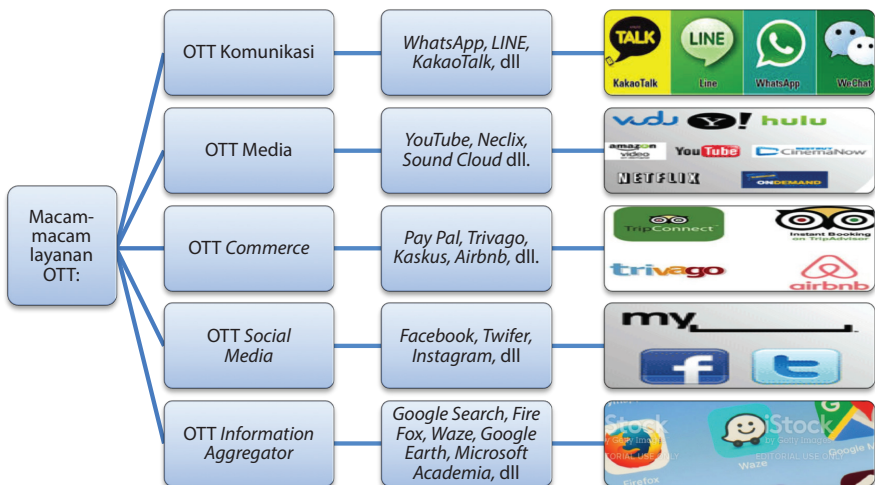 Macam-
macam
layanan
OTT:
OTT Komunikasi
WhatsApp, LINE,
KakaoTalk, dll
TALK
KakaoTalk
LINE
Line
WhatsApp
WeChat
OTT Media
YouTube, Neclix,
Sound Cloud dll.
vudu
Y!
hulu
amazon
video
YouTube
CinemaNow
NETFLIX
ONDEMAND
OTT Commerce
Pay Pal, Trivago,
Kaskus, Airbnb, dll.
TripConnect
Instant Booking
on TripAdvisor
trivago
airbnb
OTT Social
Media
Facebook, Twifer,
Instagram, dll
my
f
t
OTT Information
Aggregator
Google Search, Fire
Fox, Waze, Google
Earth, Microsoft
Academia, dll
iStock
by Getty Images
EDITORIAL USE ONLY
Firefox
Waze
Google M